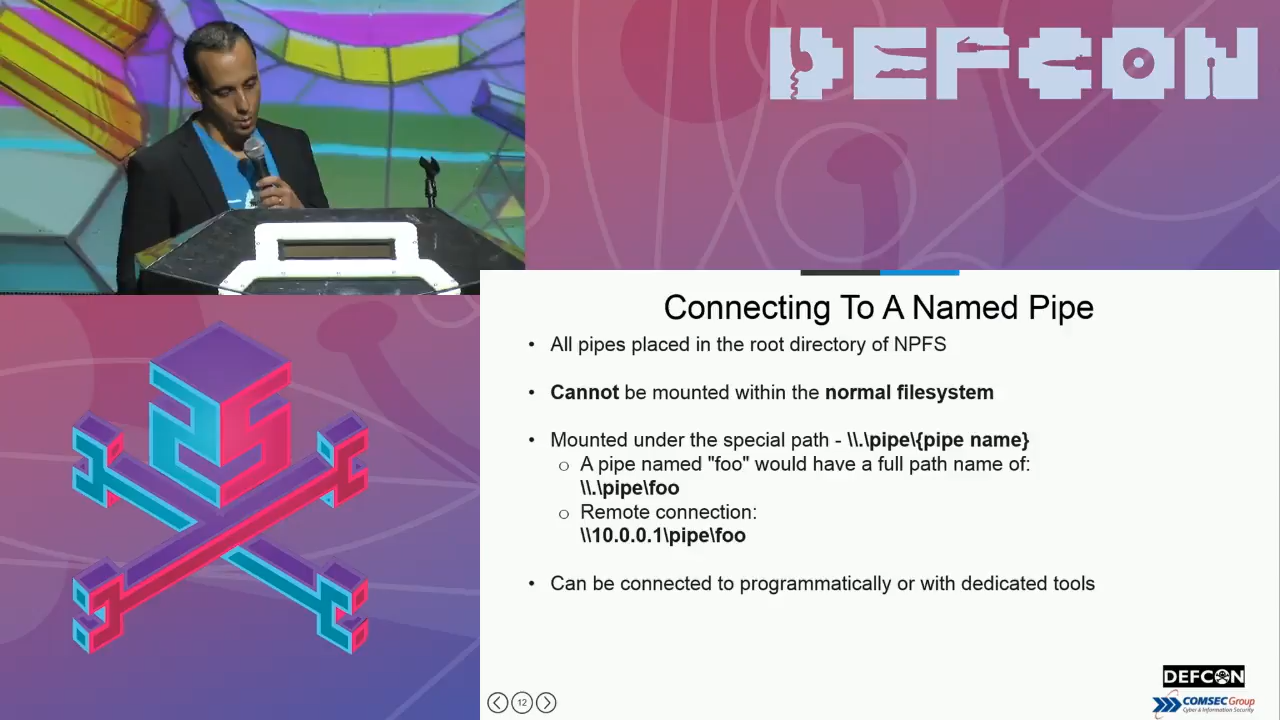 DEFCON
Connecting To A Named Pipe
• All pipes placed in the root directory of NPFS
• Cannot be mounted within the normal filesystem
• Mounted under the special path - \\.\pipe\{pipe name}
o A pipe named "foo" would have a full path name of:
\\.\pipe\foo
o Remote connection:
\\10.0.0.1\pipe\foo
• Can be connected to programmatically or with dedicated tools
12
DEFCON
COMSEC Group
Cyber & Information Security